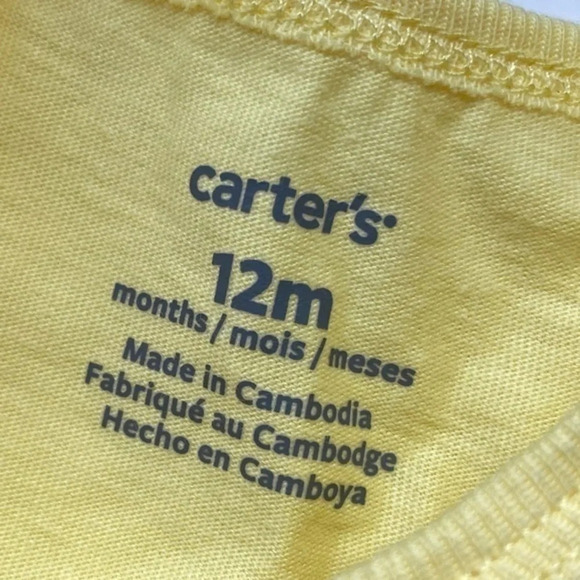 carter's
12m
months / mois / meses
Made in Cambodia
Fabriqué au Cambodge
Hecho en Camboya